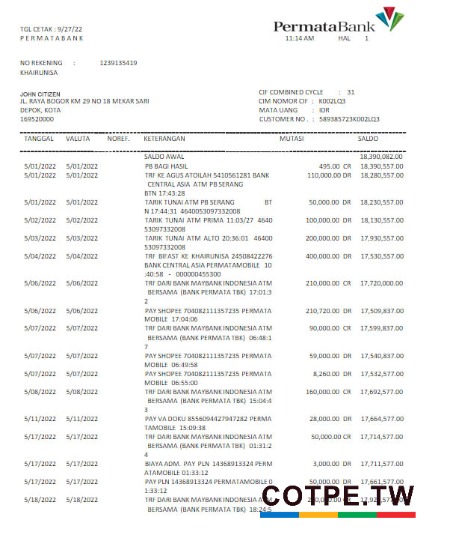 PermataBank
TGL CETAK : 9/27/22
P E R M A T A B A N K
11:14 AM HAL 1
NO REKENING : 1239135419
KHAIRUNISA
JOHN CITIZEN
JL. RAYA BOGOR KM 29 NO 18 MEKAR SARI
DEPOK, KOTA
169520000
CIF COMBINED CYCLE : 31
CIM NOMOR CIF : K002LQ3
MATA UANG : IDR
CUSTOMER NO . : 589385723K002LQ3
TANGGAL VALUTA NOREF. KETERANGAN MUTASI SALDO
SALDO AWAL 18,390,082.00
5/01/2022 5/01/2022 PB BAGI HASIL 495.00 CR 18,390,557.00
5/01/2022 5/01/2022 TRF KE AGUS ATOILAH 5410561281 BANK 110,000.00 DR 18,280,557.00
CENTRAL ASIA ATM PB SERANG
BTN 17:43:28
5/01/2022 5/01/2022 TARIK TUNAI ATM PB SERANG BT 50,000.00 DR 18,230,557.00
N 17:44:31 4640053097332008
5/02/2022 5/02/2022 TARIK TUNAI ATM PRIMA 11:03/27 4640 100,000.00 DR 18,130,557.00
53097332008
5/03/2022 5/03/2022 TARIK TUNAI ATM ALTO 20:36:01 46400 200,000.00 DR 17,930,557.00
53097332008
5/04/2022 5/04/2022 TRF BIFAST KE KHAIRUNISA 24508422276 400,000.00 DR 17,530,557.00
BANK CENTRAL ASIA PERMATAMOBILE 10
:40:58 - 000000455300
5/06/2022 5/06/2022 TRF DARI BANK MAYBANK INDONESIA ATM 210,000.00 CR 17,720,000.00
BERSAMA (BANK PERMATA TBK) 17:01:3
2
5/06/2022 5/06/2022 PAY SHOPEE 704082111357235 PERMATA 210,720.00 DR 17,509,837.00
MOBILE 17:04:06
5/07/2022 5/07/2022 TRF DARI BANK MAYBANK INDONESIA ATM 90,000.00 CR 17,599,837.00
BERSAMA (BANK PERMATA TBK) 06:48:1
7
5/07/2022 5/07/2022 PAY SHOPEE 704082111357235 PERMATA 59,000.00 DR 17,540,837.00
MOBILE 06:49:58
5/07/2022 5/07/2022 PAY SHOPEE 704082111357235 PERMATA 8,260.00 DR 17,532,577.00
MOBILE 06:55:00
5/08/2022 5/08/2022 TRF DARI BANK MAYBANK INDONESIA ATM 160,000.00 CR 17,692,577.00
BERSAMA (BANK PERMATA TBK) 15:04:4
3
5/11/2022 5/11/2022 PAY VA DOKU 8556094427947282 PERMA 28,000.00 DR 17,664,577.00
TAMOBILE 15:09:38
5/17/2022 5/17/2022 TRF DARI BANK MAYBANK INDONESIA ATM 50,000.00 CR 17,714,577.00
BERSAMA (BANK PERMATA TBK) 01:31:2
4
5/17/2022 5/17/2022 BIAYA ADM. PAY PLN 14368913324 PERM 3,000.00 DR 17,711,577.00
ATAMOBILE 01:33:12
5/17/2022 5/17/2022 PAY PLN 14368913324 PERMATAMOBILE 0 50,000.00 DR 17,661,577.00
1:33:12
5/18/2022 5/18/2022 TRF DARI BANK MAYBANK INDONESIA ATM
BERSAMA (BANK PERMATA TBK) 18:24:5
COTPE.TW